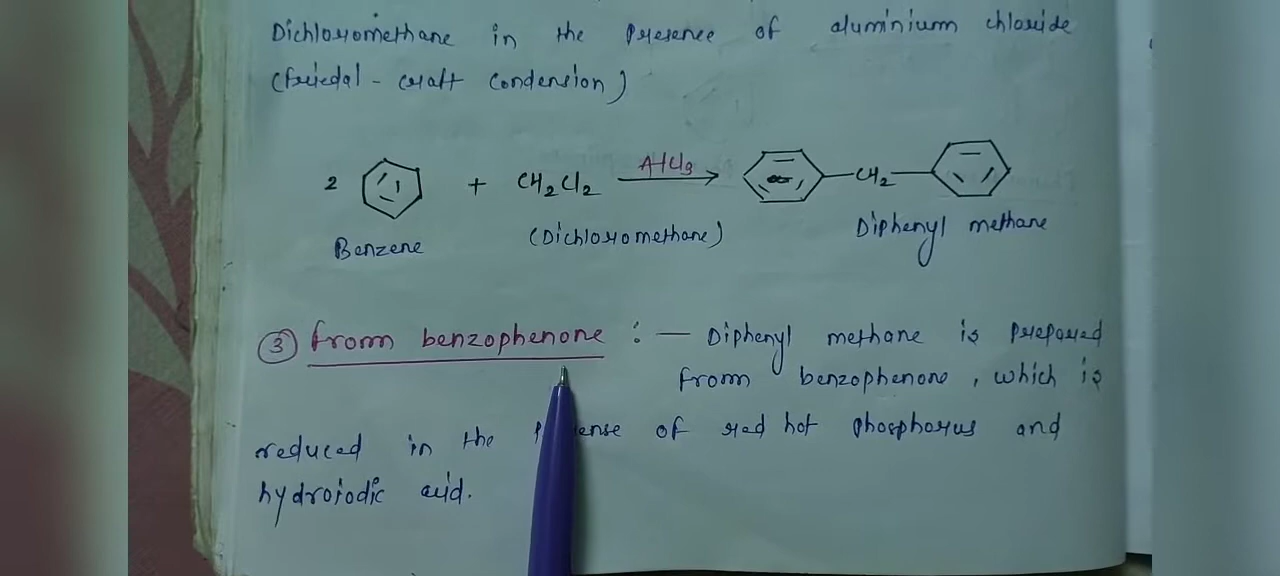 Dichloromethane in the presence of aluminium chloride
(friedal - craft Condension)
2 + CH2Cl2 AlCl3 CH2
Benzene (Dichloromethane) Diphenyl methane
3 from benzophenone : — Diphenyl methane is prepared
from benzophenone, which is
reduced in the of red hot phosphorus and
hydroiodic acid.